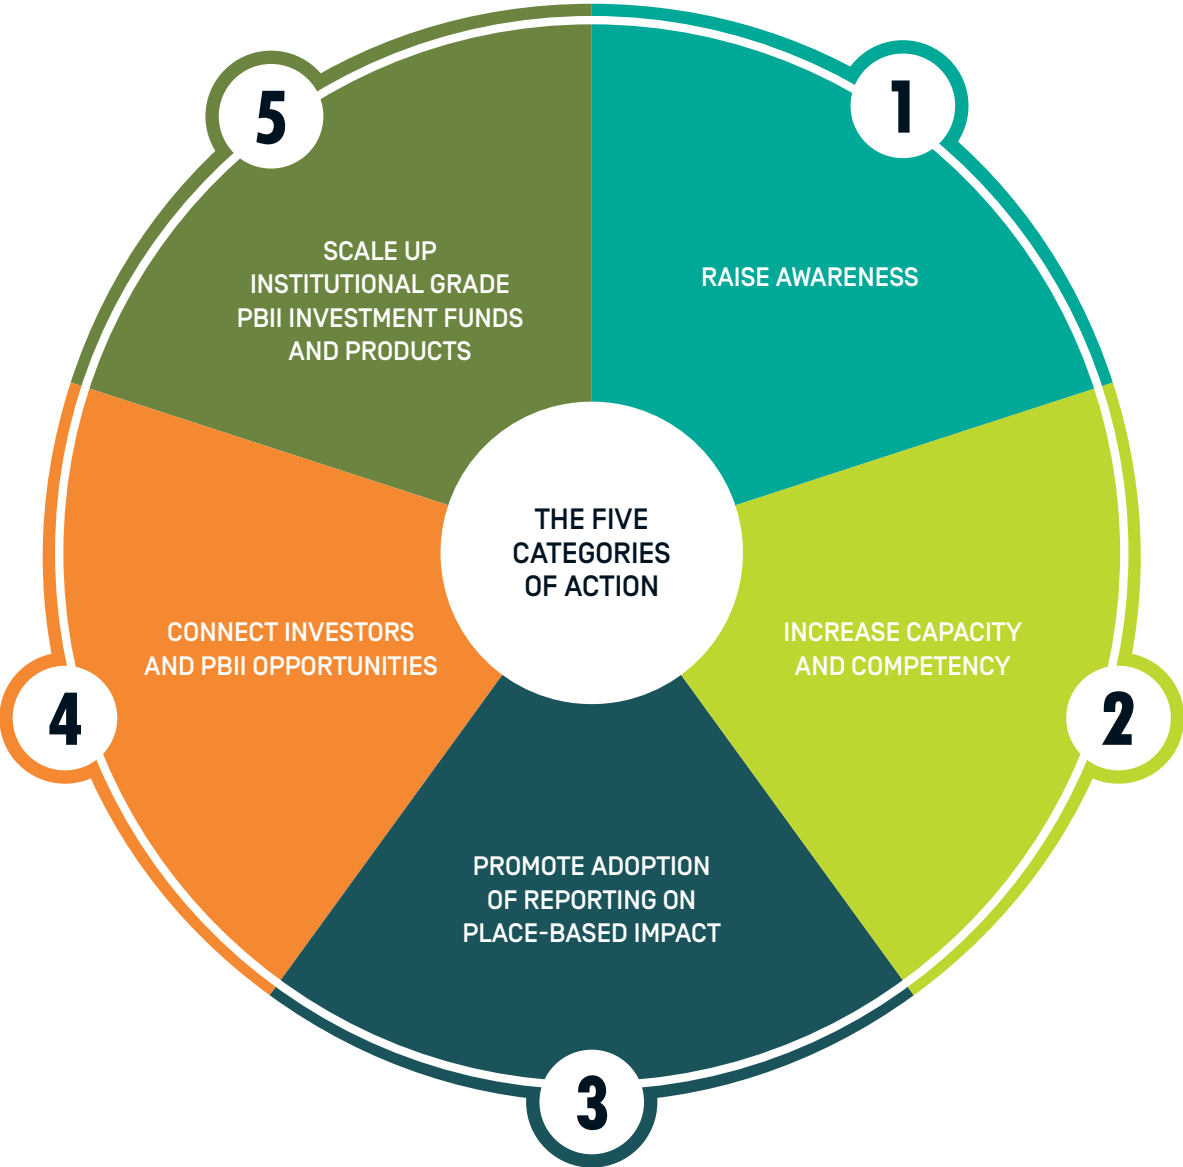 THE FIVE
CATEGORIES
OF ACTION
1
RAISE AWARENESS
2
INCREASE CAPACITY
AND COMPETENCY
3
PROMOTE ADOPTION
OF REPORTING ON
PLACE-BASED IMPACT
4
CONNECT INVESTORS
AND PBII OPPORTUNITIES
5
SCALE UP
INSTITUTIONAL GRADE
PBII INVESTMENT FUNDS
AND PRODUCTS